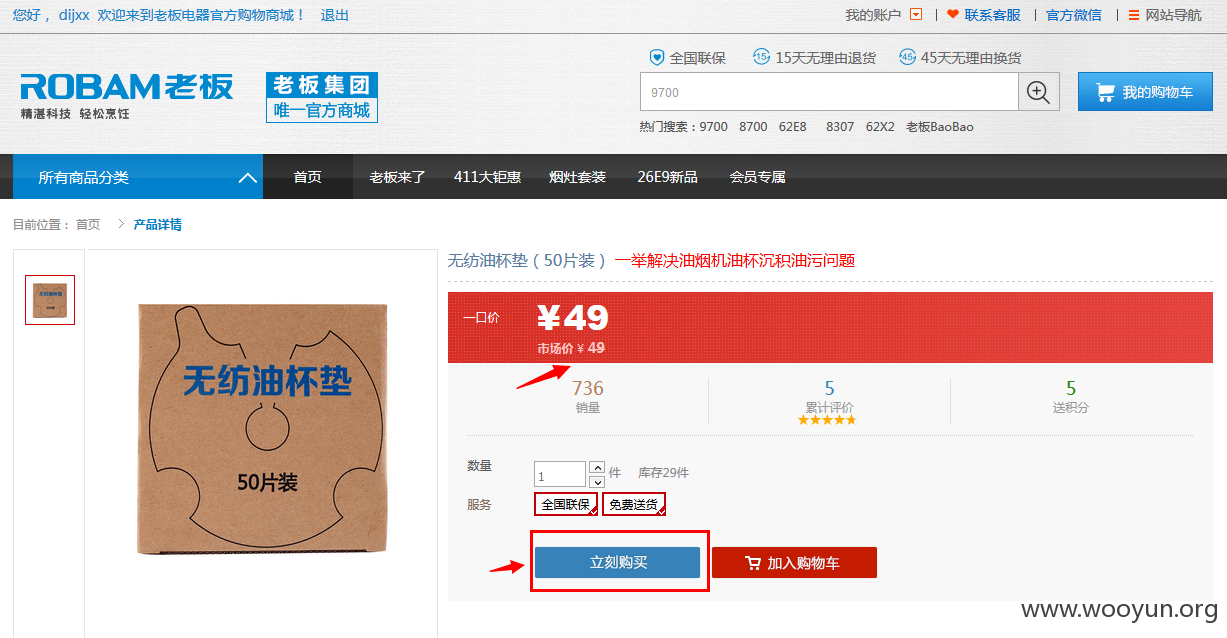 您好， dijxx 欢迎来到老板电器官方购物商城！ 退出
我的账户 | 联系客服 | 官方微信 | 网站导航
全国联保 15 15天无理由退货 45 45天无理由换货
ROBAM老板
精湛科技 轻松烹饪
老板集团
唯一官方商城
9700
我的购物车
热门搜索：9700 8700 62E8 8307 62X2 老板BaoBao
所有商品分类 首页 老板来了 411大钜惠 烟灶套装 26E9新品 会员专属
目前位置： 首页 > 产品详情
无纺油杯垫（50片装） 一举解决油烟机油杯沉积油污问题
一口价 ¥49
市场价 ¥ 49
736 5 5
销量 累计评价 送积分
无纺油杯垫
50片装
数量 1 件 库存29件
服务 全国联保 免费送货
立刻购买 加入购物车
www.wooyun.org